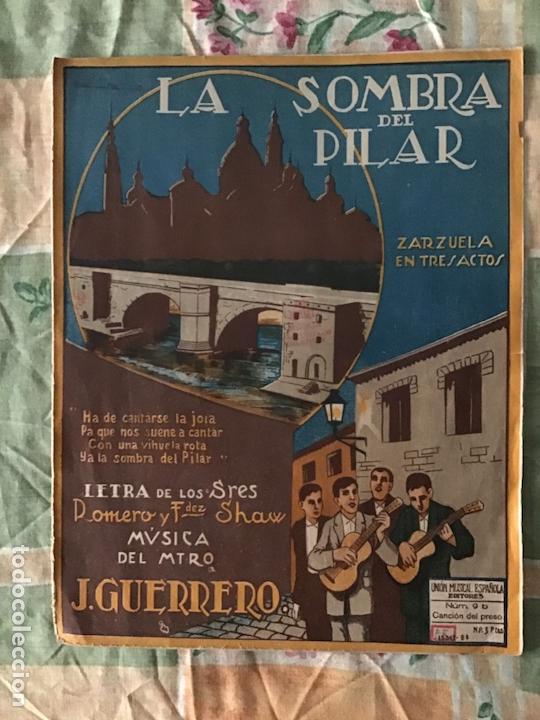 LA SOMBRA
DEL
PILAR
ZARZUELA
EN TRES ACTOS
"Ha de cantarse la jota
Pa que nos suene a cantar
Con una vihuela rota
Y a la sombra del Pilar"
LETRA DE LOS Sres
Romero y Fdez Shaw
MÚSICA
DEL MTRO
J. GUERRERO
UNIÓN MUSICAL ESPAÑOLA
EDITORES
Núm. 9 b
Canción del preso
todocoleccion.net
todocoleccion